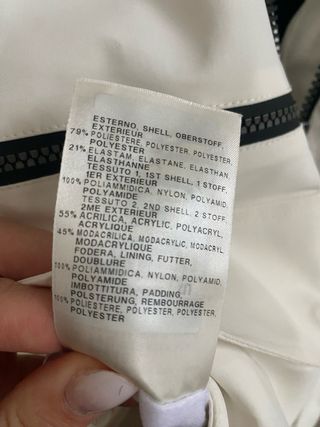 ESTERNO, SHELL, OBERSTOFF,
EXTERIEUR
79% POLIESTERE, POLYESTER, POLYESTER,
POLYESTER
21% ELASTAM, ELASTANE, ELASTHAN,
ELASTHANNE
TESSUTO 1, 1ST SHELL, 1 STOFF,
1ER EXTERIEUR
100% POLIAMMIDICA, NYLON, POLYAMID,
POLYAMIDE
TESSUTO 2, 2ND SHELL, 2 STOFF,
2ME EXTERIEUR
55% ACRILICA, ACRYLIC, POLYACRYL,
ACRYLIQUE
45% MODACRILICA, MODACRYLIC, MODACRYL,
MODACRYLIQUE
FODERA, LINING, FUTTER,
DOUBLURE
100% POLIAMMIDICA, NYLON, POLYAMID,
POLYAMIDE
IMBOTTITURA, PADDING,
POLSTERUNG, REMBOURRAGE
100% POLIESTERE, POLYESTER, POLYESTER,
POLYESTER